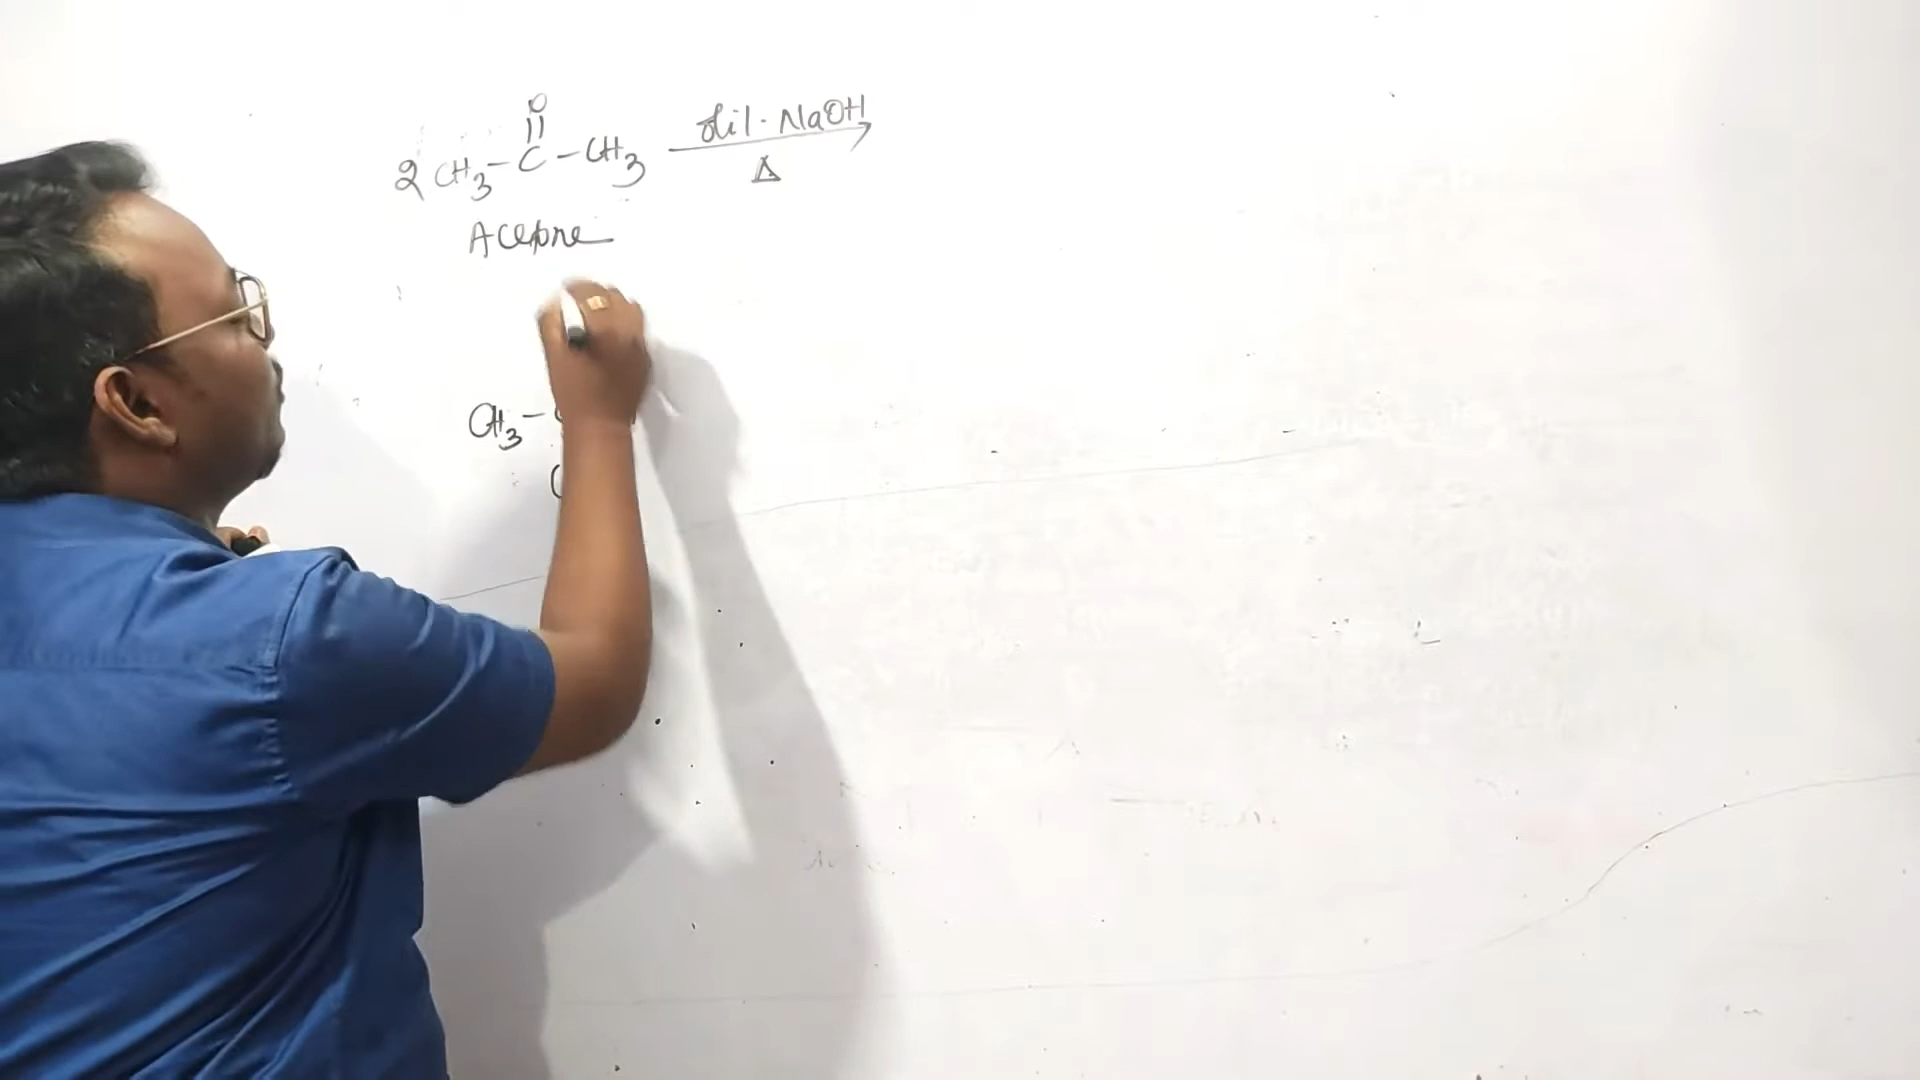 O
||
2 CH3 – C – CH3 dil. NaOH
Δ
Acetone
CH3 –